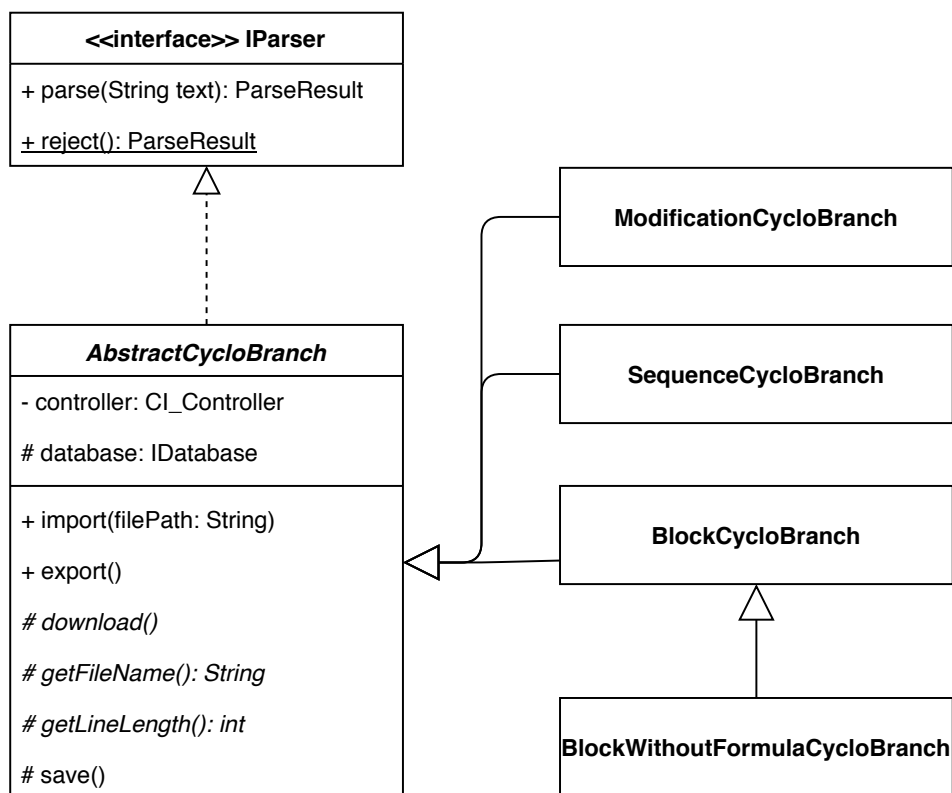 <<interface>> IParser
+ parse(String text): ParseResult
+ reject(): ParseResult
AbstractCycloBranch
- controller: CI_Controller
# database: IDatabase
+ import(filePath: String)
+ export()
# download()
# getFileName(): String
# getLineLength(): int
# save()
ModificationCycloBranch
SequenceCycloBranch
BlockCycloBranch
BlockWithoutFormulaCycloBranch